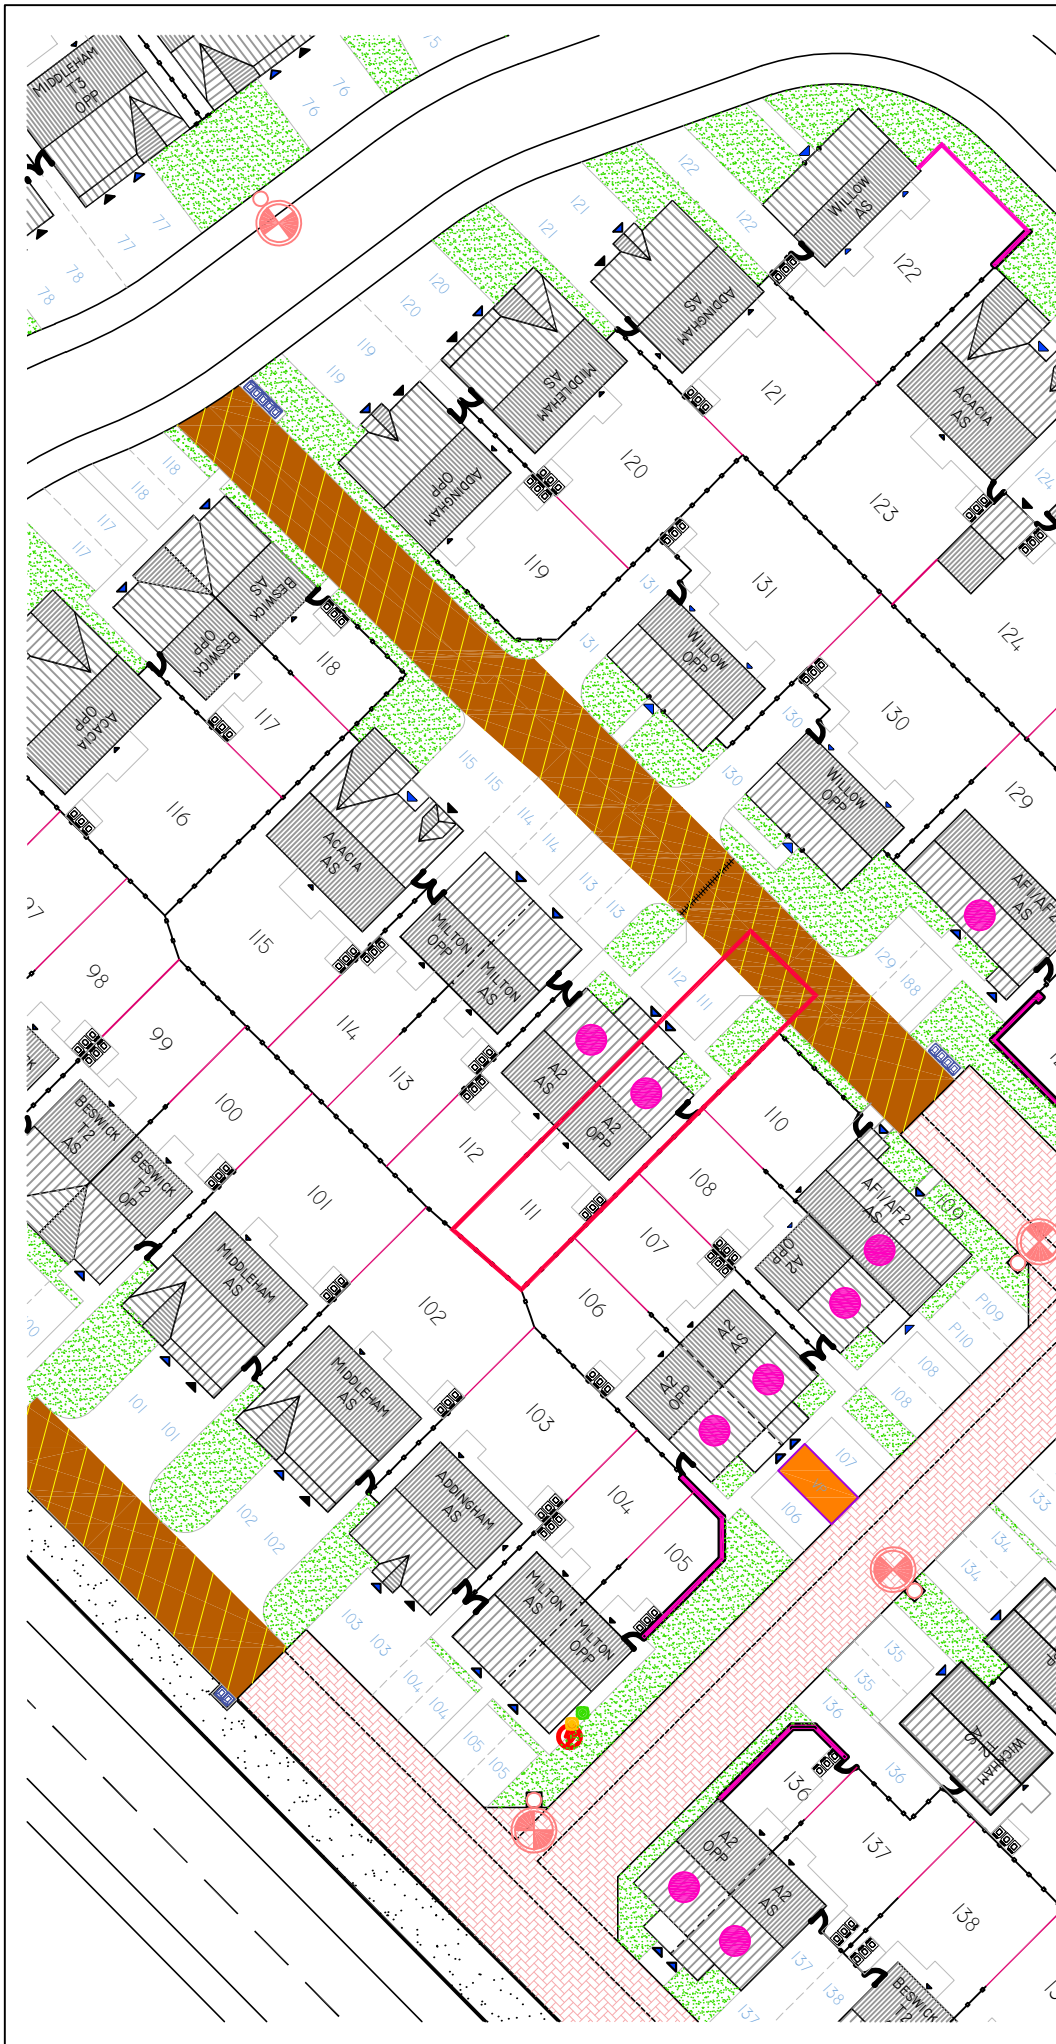 75
MIDDLEHAM
T3 P
OPP
76
76
77
77
78
78
122
122
WILLOW
AS
122
121
121
ADDINGHAM
AS
121
120
120
MIDDLEHAM
AS
120
119
119
ADDINGHAM
OPP
119
ACACIA
AS
123
124
124
118
118
117
117
BESWICK
AS
BESWICK
OPP
118
117
ACACIA
OPP
116
131
131
131
WILLOW
OPP
130
130
130
WILLOW
OPP
129
115
115
114
114
113
113
ACACIA
AS
115
MILTON
OPP
MILTON
AS
114
113
112
111
112
A2
AS
A2
OPP
111
AF1/AF2
AS
129
188
97
98
99
100
101
BESWICK
T2
AS
BESWICK
T2
OP
MIDDLEHAM
AS
102
110
108
107
106
AF1/AF2
AS
A2
OPP
109
P109
P110
108
108
107
106
A2
AS
A2
OPP
100
101
101
MIDDLEHAM
AS
103
102
102
ADDINGHAM
AS
104
105
103
103
104
104
105
105
MILTON
AS
MILTON
OPP
133
134
134
135
135
136
136
WICKHAM
136
137
138
A2
OPP
A2
AS
137
138
137
BESWICK
T2